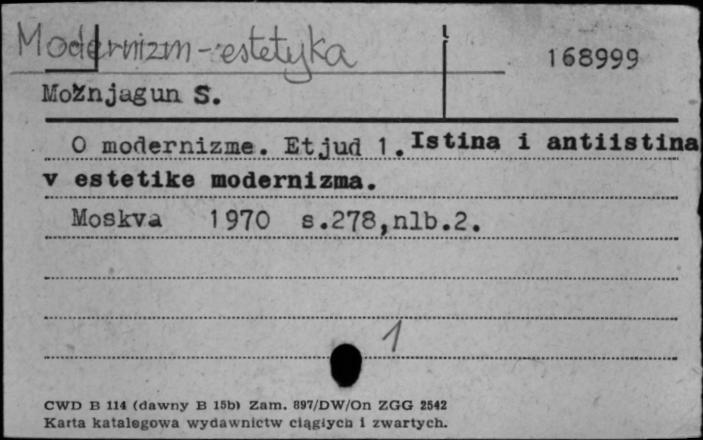 Modernizm - estetyka
168999
Možnjagun S.
O modernizme. Etjud 1. Istina i antiistina
v estetike modernizma.
Moskva 1970 s.278,nlb.2.
1
CWD B 114 (dawny B 15b) Zam. 897/DW/On ZGG 2542
Karta katalogowa wydawnictw ciągłych i zwartych.